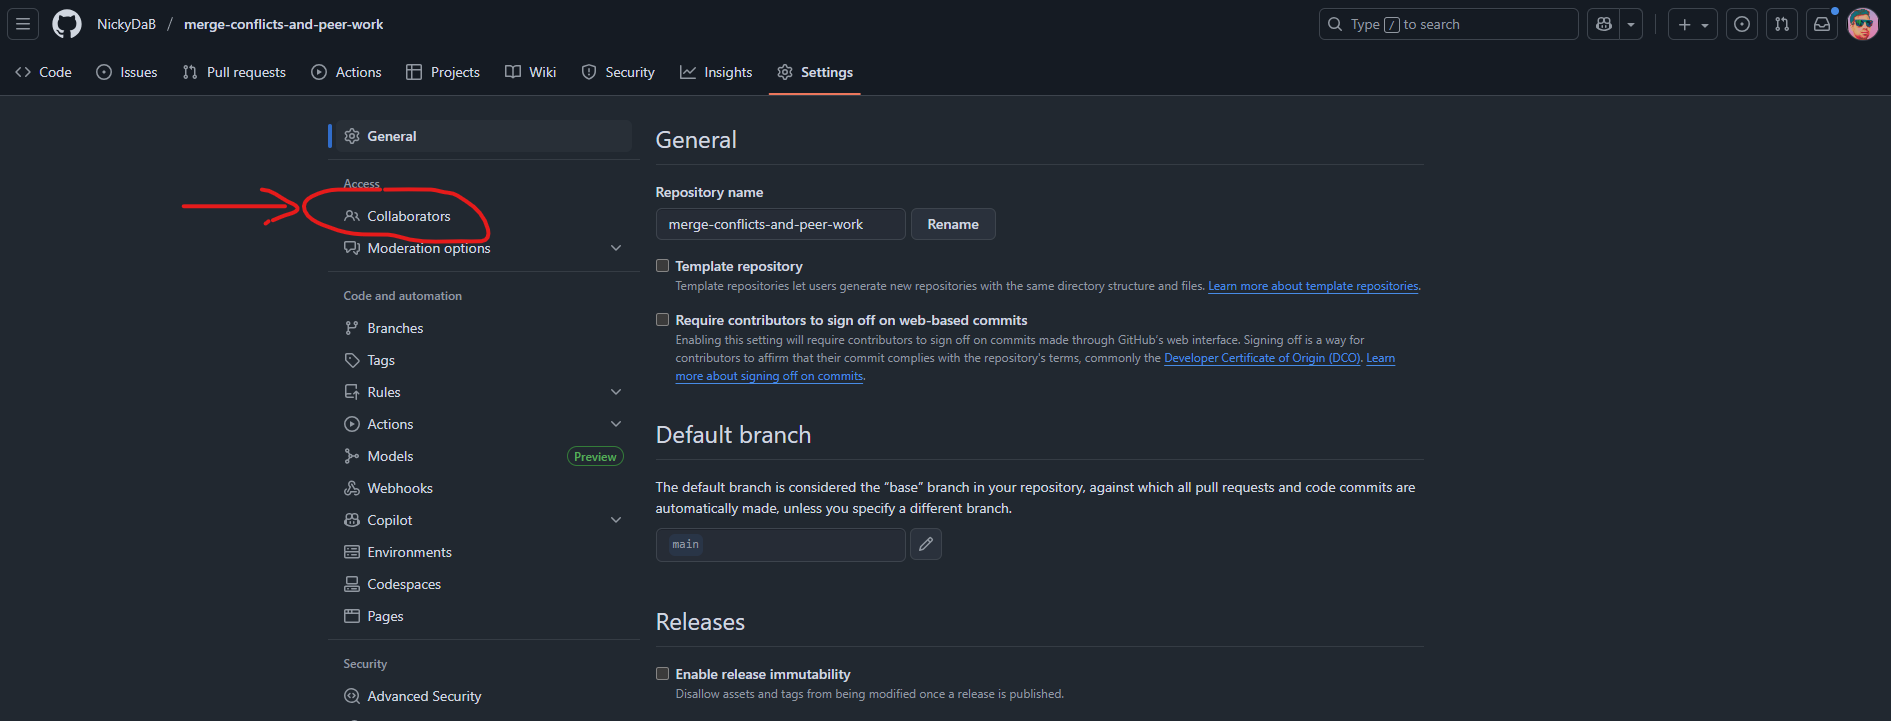 NickyDaB / merge-conflicts-and-peer-work
Type / to search
Code Issues Pull requests Actions Projects Wiki Security Insights Settings
General
Access
Collaborators
Moderation options
Code and automation
Branches
Tags
Rules
Actions
Models Preview
Webhooks
Copilot
Environments
Codespaces
Pages
Security
Advanced Security
General
Repository name
merge-conflicts-and-peer-work Rename
Template repository
Template repositories let users generate new repositories with the same directory structure and files. Learn more about template repositories.
Require contributors to sign off on web-based commits
Enabling this setting will require contributors to sign off on commits made through GitHub's web interface. Signing off is a way for
contributors to affirm that their commit complies with the repository's terms, commonly the Developer Certificate of Origin (DCO). Learn
more about signing off on commits.
Default branch
The default branch is considered the “base” branch in your repository, against which all pull requests and code commits are
automatically made, unless you specify a different branch.
main
Releases
Enable release immutability
Disallow assets and tags from being modified once a release is published.